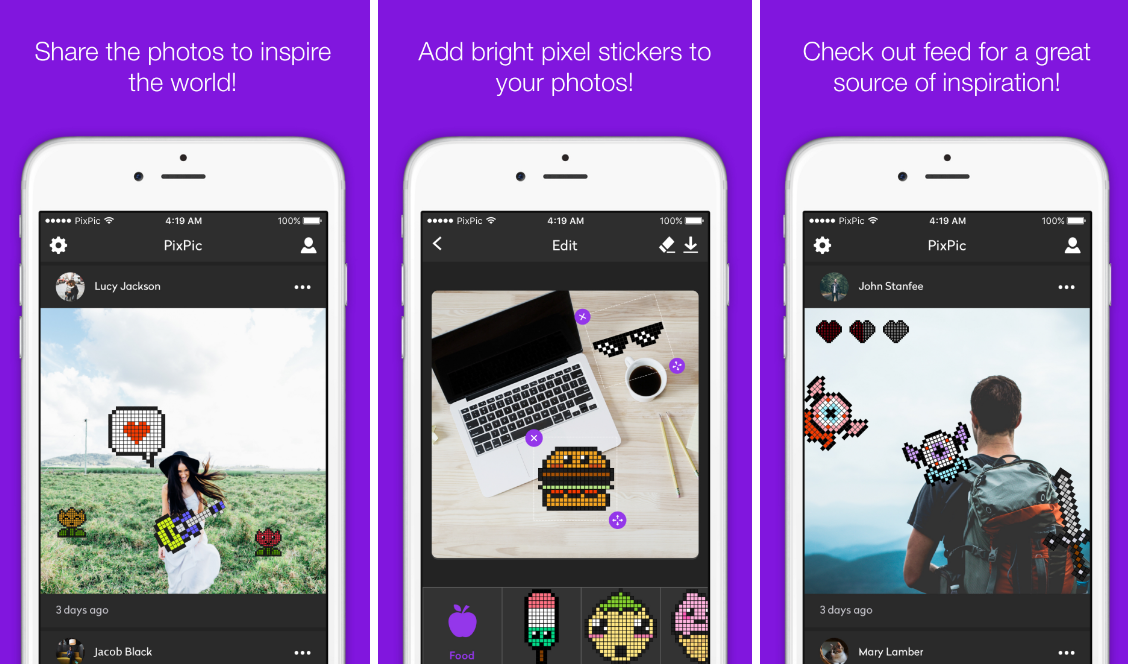 Share the photos to inspire
the world!
PixPic
4:19 AM
100%
PixPic
Lucy Jackson
3 days ago
Jacob Black
Add bright pixel stickers to
your photos!
PixPic
4:19 AM
100%
Edit
Food
Check out feed for a great
source of inspiration!
PixPic
4:19 AM
100%
PixPic
John Stanfee
3 days ago
Mary Lamber